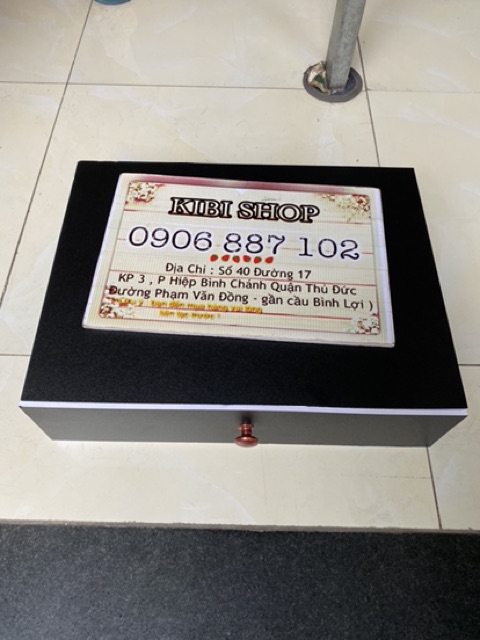 KIBI SHOP
0906 887 102
Địa Chỉ : Số 40 Đường 17
KP 3 , P Hiệp Bình Chánh Quận Thủ Đức
Đường Phạm Văn Đồng - gần cầu Bình Lợi )